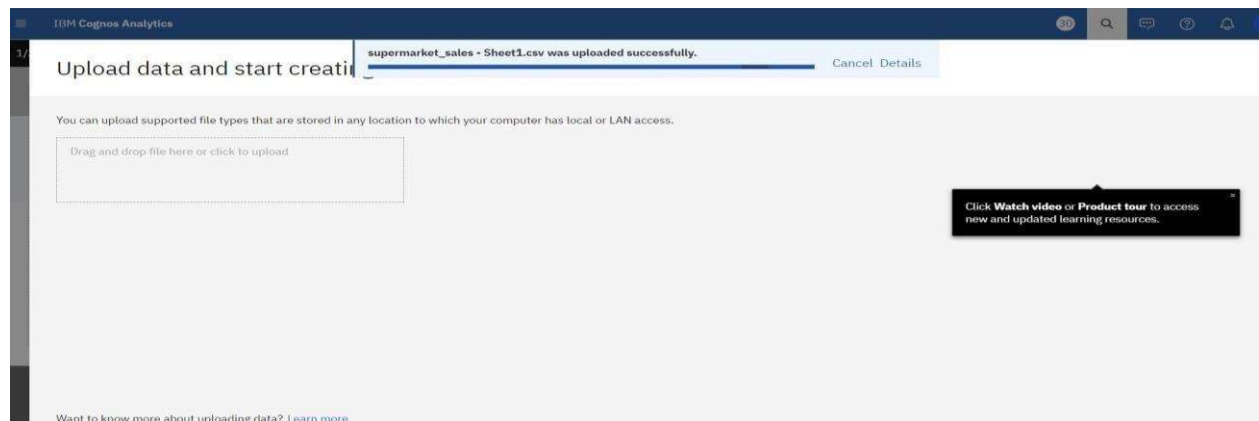 IBM Cognos Analytics
30
1/
supermarket_sales - Sheet1.csv was uploaded successfully.
Cancel Details
Upload data and start creatin
You can upload supported file types that are stored in any location to which your computer has local or LAN access.
Drag and drop file here or click to upload
Click Watch video or Product tour to access
new and updated learning resources.
Want to know more about uploading data? Learn more